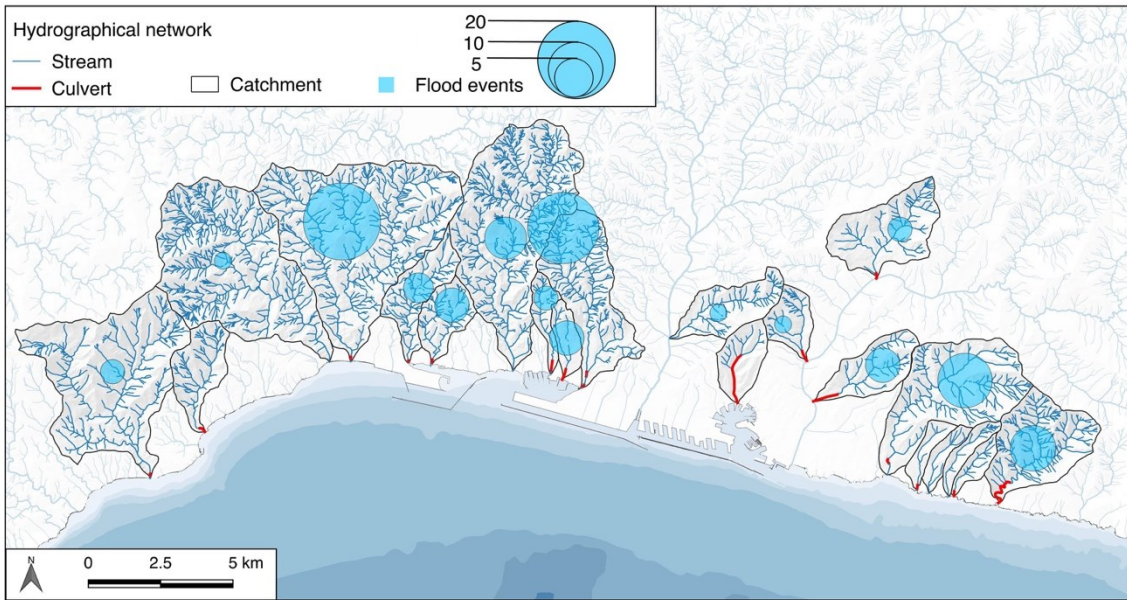 Hydrographical network
Stream
Culvert
Catchment
Flood events
20
10
5
N
0 2.5 5 km